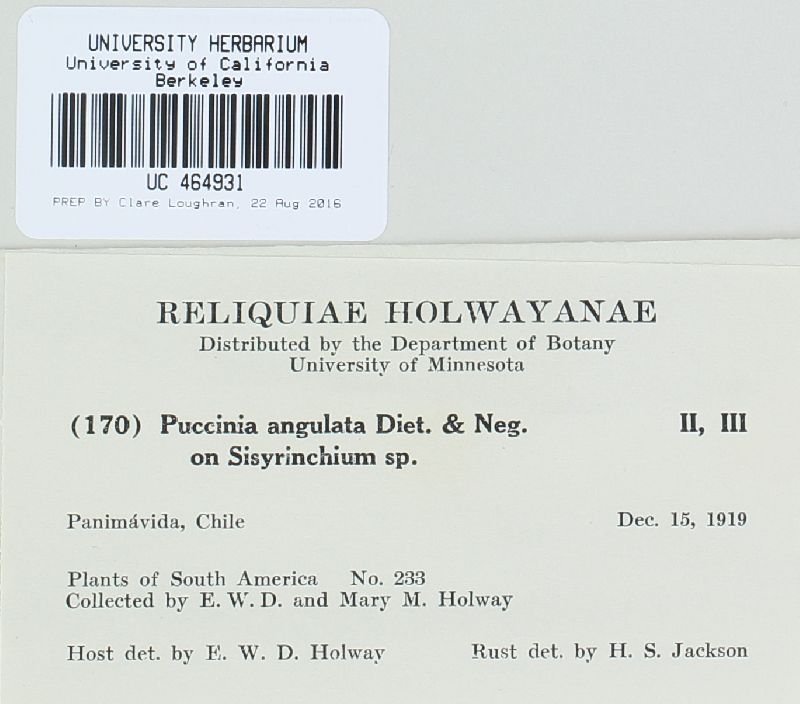 UNIVERSITY HERBARIUM
University of California
Berkeley
UC 464931
PREP BY Clare Loughran, 22 Aug 2016
RELIQUIAE HOLWAYANAE
Distributed by the Department of Botany
University of Minnesota
(170) Puccinia angulata Diet. & Neg. II, III
on Sisyrinchium sp.
Panimávida, Chile Dec. 15, 1919
Plants of South America No. 233
Collected by E. W. D. and Mary M. Holway
Host det. by E. W. D. Holway Rust det. by H. S. Jackson